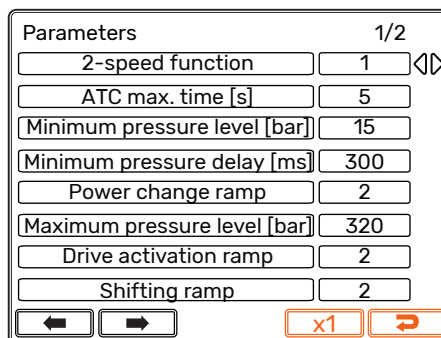 Parameters 1/2
2-speed function 1
ATC max. time [s] 5
Minimum pressure level [bar] 15
Minimum pressure delay [ms] 300
Power change ramp 2
Maximum pressure level [bar] 320
Drive activation ramp 2
Shifting ramp 2
x1